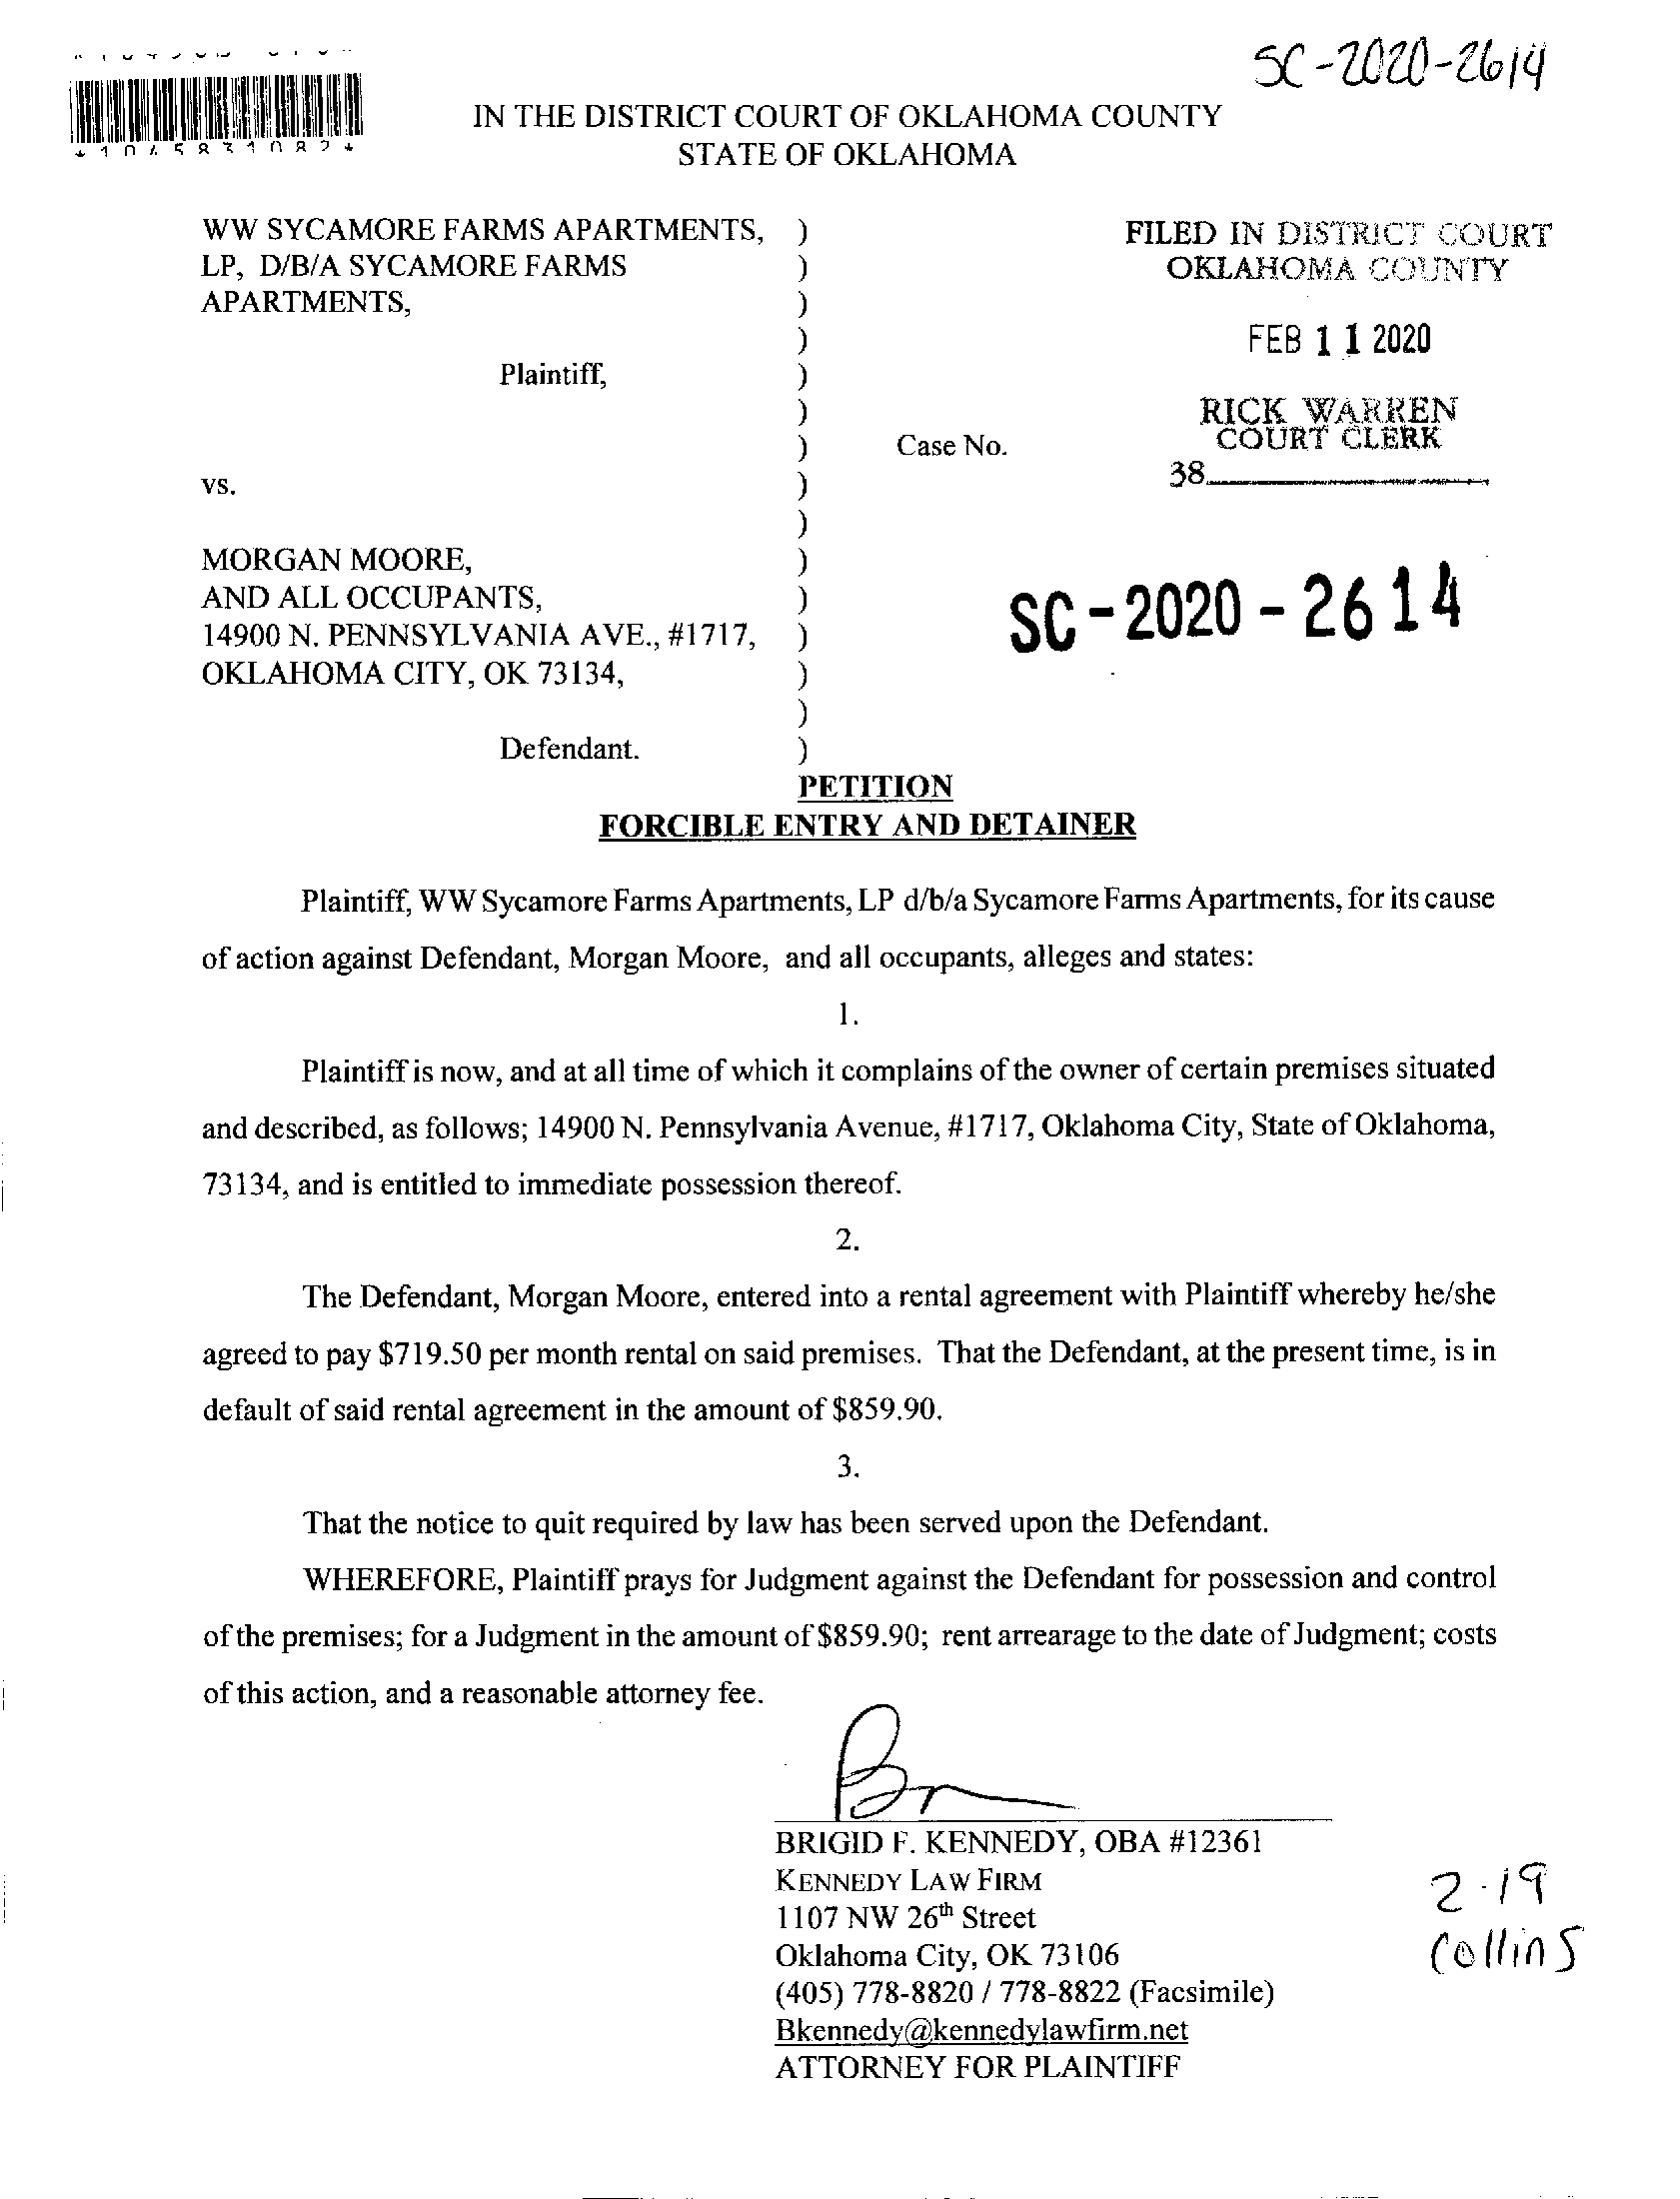 SC-2020-2614
*1045831082*
IN THE DISTRICT COURT OF OKLAHOMA COUNTY
STATE OF OKLAHOMA
WW SYCAMORE FARMS APARTMENTS, )
LP, D/B/A SYCAMORE FARMS )
APARTMENTS, )
)
Plaintiff, )
)
) Case No.
vs. )
)
MORGAN MOORE, )
AND ALL OCCUPANTS, )
14900 N. PENNSYLVANIA AVE., #1717, )
OKLAHOMA CITY, OK 73134, )
)
Defendant. )
FILED IN DISTRICT COURT
OKLAHOMA COUNTY
FEB 11 2020
RICK WARREN
COURT CLERK
38
SC-2020-2614
PETITION
FORCIBLE ENTRY AND DETAINER
Plaintiff, WW Sycamore Farms Apartments, LP d/b/a Sycamore Farms Apartments, for its cause
of action against Defendant, Morgan Moore, and all occupants, alleges and states:
1.
Plaintiff is now, and at all time of which it complains of the owner of certain premises situated
and described, as follows; 14900 N. Pennsylvania Avenue, #1717, Oklahoma City, State of Oklahoma,
73134, and is entitled to immediate possession thereof.
2.
The Defendant, Morgan Moore, entered into a rental agreement with Plaintiff whereby he/she
agreed to pay $719.50 per month rental on said premises. That the Defendant, at the present time, is in
default of said rental agreement in the amount of $859.90.
3.
That the notice to quit required by law has been served upon the Defendant.
WHEREFORE, Plaintiff prays for Judgment against the Defendant for possession and control
of the premises; for a Judgment in the amount of $859.90; rent arrearage to the date of Judgment; costs
of this action, and a reasonable attorney fee.
BRIGID F. KENNEDY, OBA #12361
KENNEDY LAW FIRM
1107 NW 26th Street
Oklahoma City, OK 73106
(405) 778-8820 / 778-8822 (Facsimile)
Bkennedy@kennedylawfirm.net
ATTORNEY FOR PLAINTIFF
2-19
Collins